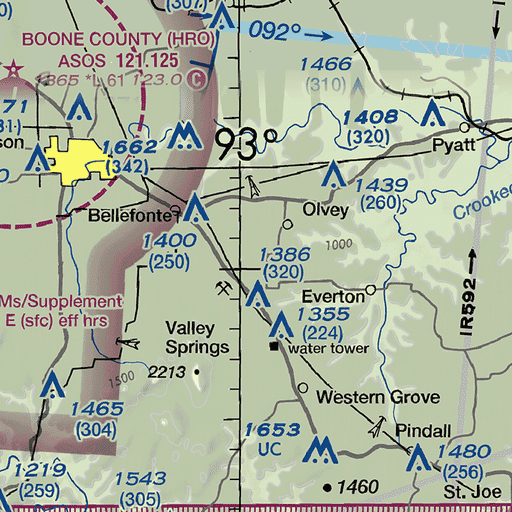 (307)
092°
BOONE COUNTY (HRO)
ASOS 121.125
1365 *L 61 123.0 C
1466
(310)
71
31)
1408
(320)
1662
(342)
93°
Pyatt
son
1439
(260)
Crooked
Bellefonte
Olvey
1400
(250)
1000
1386
(320)
IR592
Ms/Supplement
E (sfc) eff hrs
Everton
1355
(224)
Valley
Springs
water tower
1500
2213
Western Grove
1465
(304)
1653
UC
Pindall
1219
(259)
1543
(305)
1480
(256)
1460
St. Joe